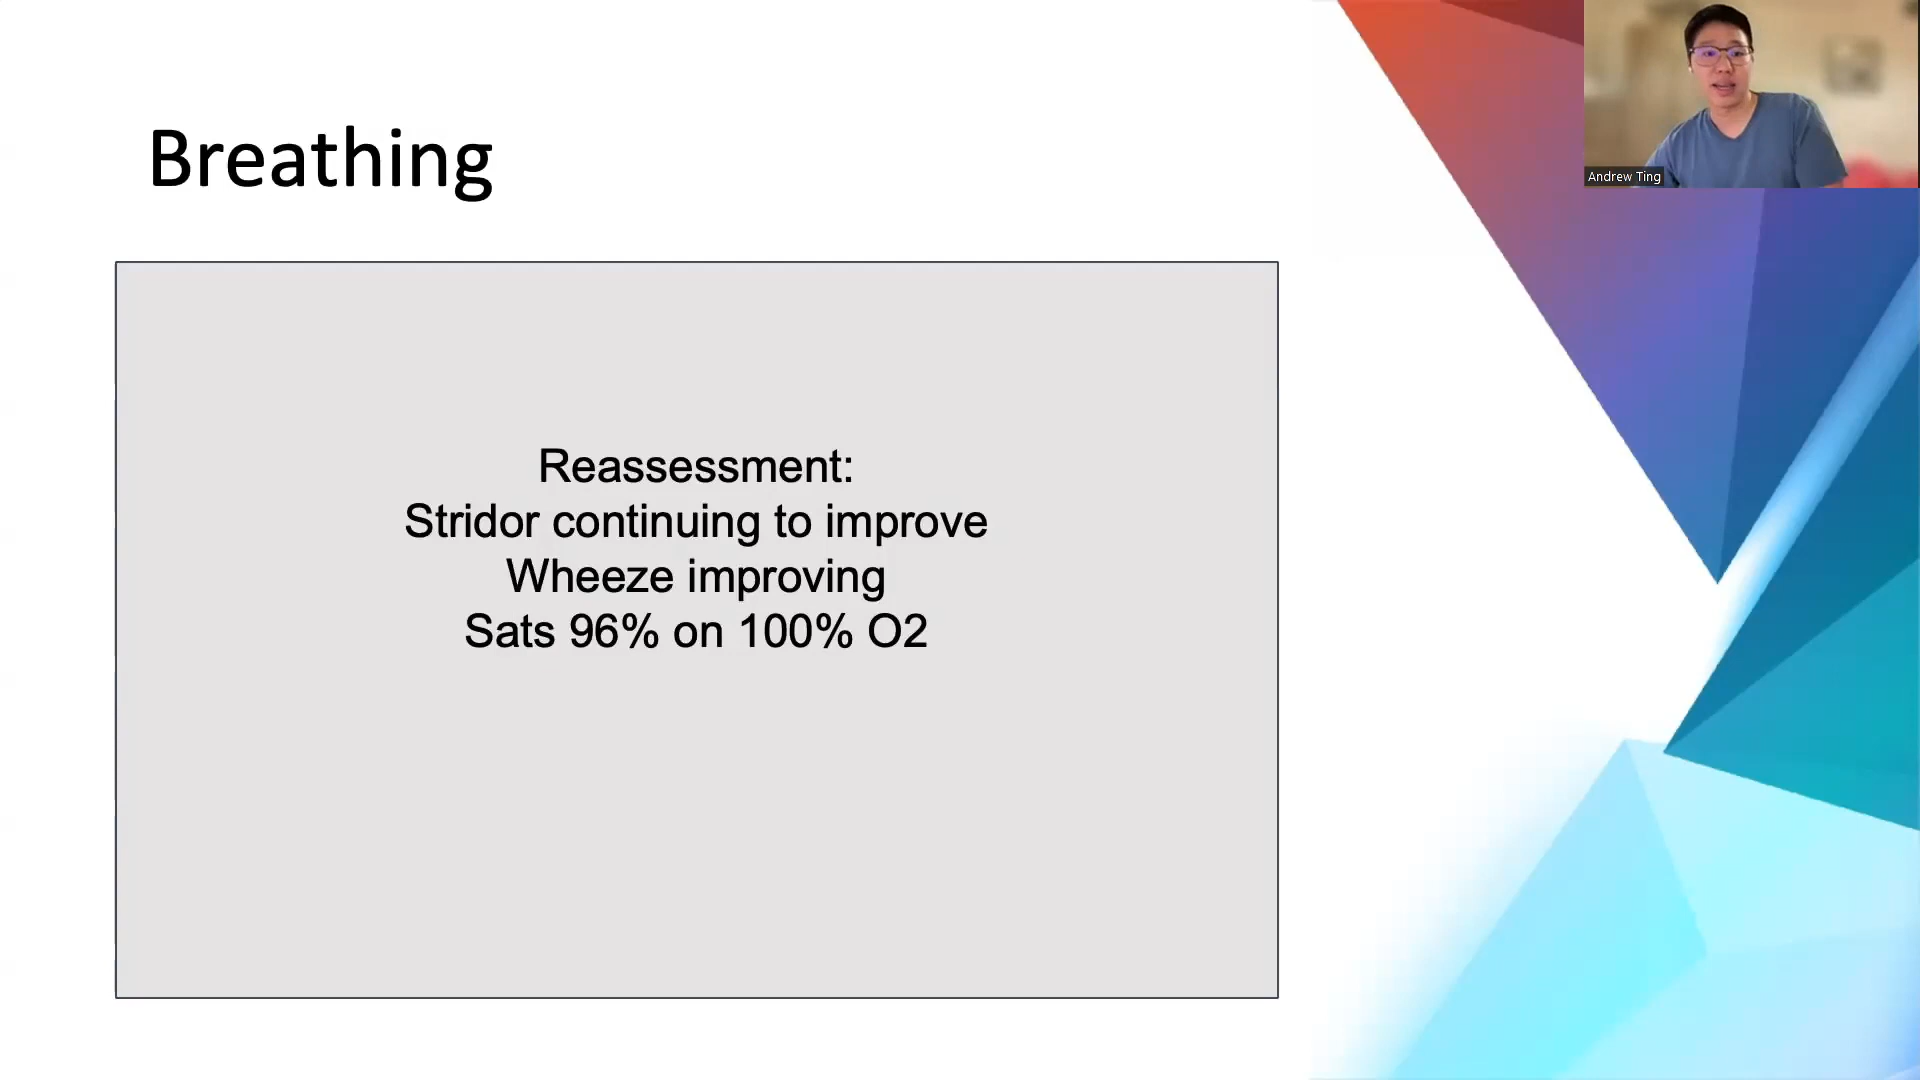 Breathing
Reassessment:
Stridor continuing to improve
Wheeze improving
Sats 96% on 100% O2
Andrew Ting